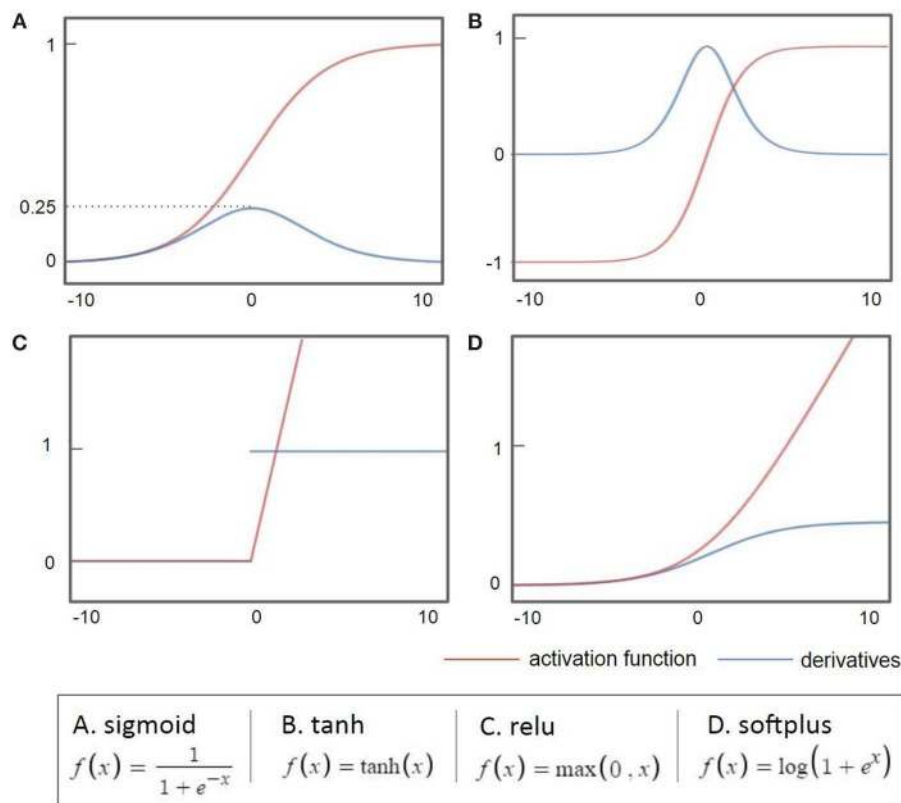 A
1
0.25
0
-10 0 10
B
1
0
-1
-10 0 10
C
1
0
-10 0 10
D
1
0
-10 0 10
activation function derivatives
A. sigmoid
f(x) = 1 / (1 + e^{-x})
B. tanh
f(x) = tanh(x)
C. relu
f(x) = max(0 , x)
D. softplus
f(x) = log(1 + e^x)